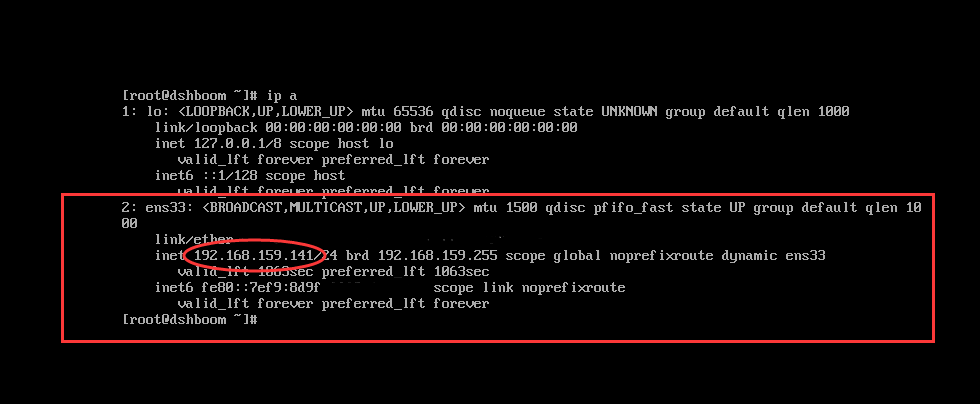 [root@dshboom ~]# ip a
1: lo: <LOOPBACK,UP,LOWER_UP> mtu 65536 qdisc noqueue state UNKNOWN group default qlen 1000
link/loopback 00:00:00:00:00:00 brd 00:00:00:00:00:00
inet 127.0.0.1/8 scope host lo
valid_lft forever preferred_lft forever
inet6 ::1/128 scope host
valid_lft forever preferred_lft forever
2: ens33: <BROADCAST,MULTICAST,UP,LOWER_UP> mtu 1500 qdisc pfifo_fast state UP group default qlen 10
00
link/ether
inet 192.168.159.141/24 brd 192.168.159.255 scope global noprefixroute dynamic ens33
valid_lft 1063sec preferred_lft 1063sec
inet6 fe80::7ef9:8d9f scope link noprefixroute
valid_lft forever preferred_lft forever
[root@dshboom ~]#